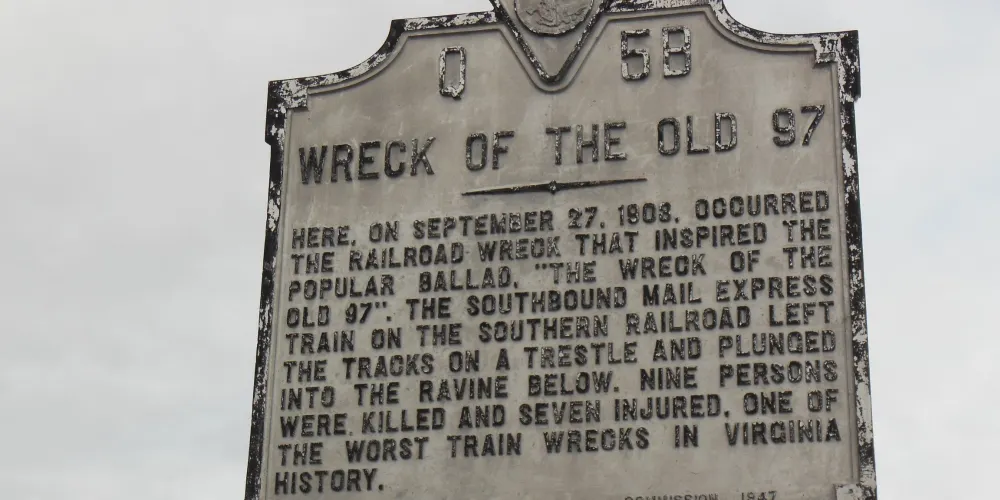 Q 5B
WRECK OF THE OLD 97
HERE, ON SEPTEMBER 27, 1903, OCCURRED
THE RAILROAD WRECK THAT INSPIRED THE
POPULAR BALLAD, "THE WRECK OF THE
OLD 97". THE SOUTHBOUND MAIL EXPRESS
TRAIN ON THE SOUTHERN RAILROAD LEFT
THE TRACKS ON A TRESTLE AND PLUNGED
INTO THE RAVINE BELOW. NINE PERSONS
WERE KILLED AND SEVEN INJURED, ONE OF
THE WORST TRAIN WRECKS IN VIRGINIA
HISTORY.
COMMISSION 1947